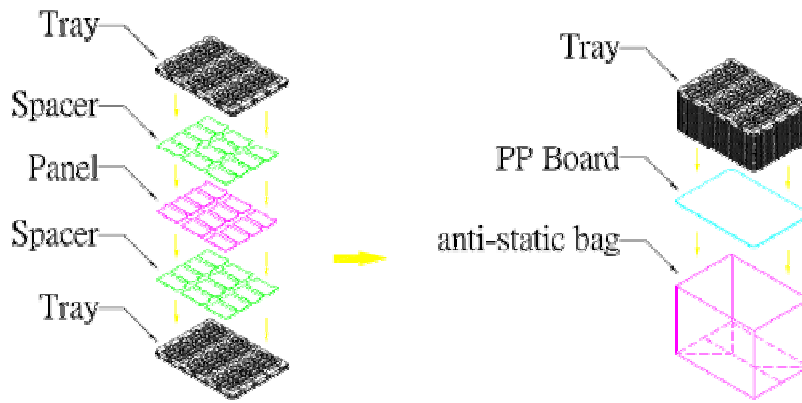 Tray
Spacer
Panel
Spacer
Tray
Tray
PP Board
anti-static bag